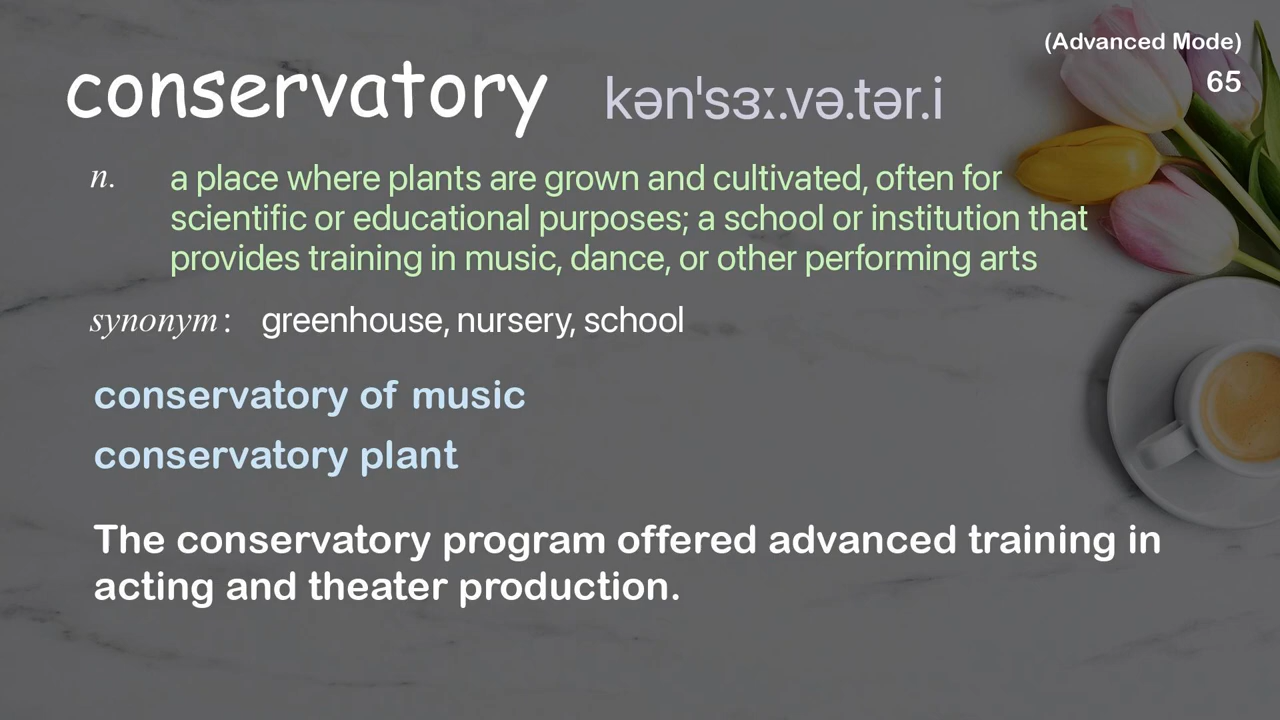 (Advanced Mode)
65
conservatory kən'sɜː.və.tər.i
n. a place where plants are grown and cultivated, often for
scientific or educational purposes; a school or institution that
provides training in music, dance, or other performing arts
synonym : greenhouse, nursery, school
conservatory of music
conservatory plant
The conservatory program offered advanced training in
acting and theater production.